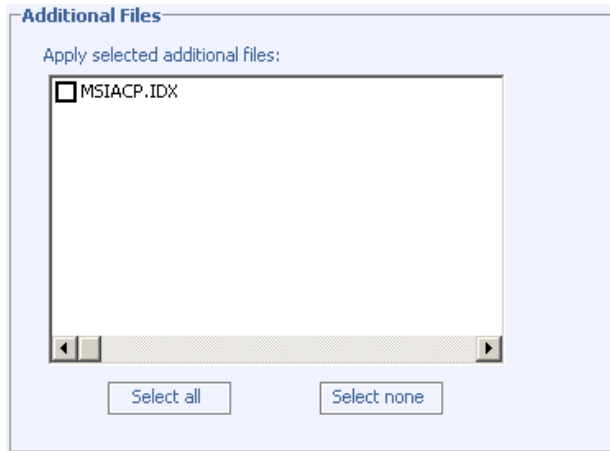 Additional Files
Apply selected additional files:
MSIACP.IDX
Select all
Select none